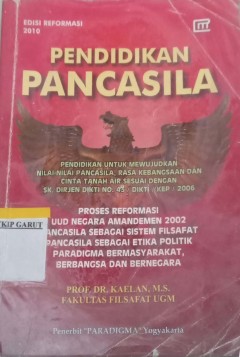 EDISI REFORMASI
2010
PENDIDIKAN
PANCASILA
PENDIDIKAN UNTUK MEWUJUDKAN
NILAI-NILAI PANCASILA, RASA KEBANGSAAN DAN
CINTA TANAH AIR SESUAI DENGAN
SK. DIRJEN DIKTI NO. 43 / DIKTI / KEP / 2006
PROSES REFORMASI
UUD NEGARA AMANDEMEN 2002
PANCASILA SEBAGAI SISTEM FILSAFAT
PANCASILA SEBAGAI ETIKA POLITIK
PARADIGMA BERMASYARAKAT,
BERBANGSA DAN BERNEGARA
TKIP GARUT
PROF. DR. KAELAN, M.S.
FAKULTAS FILSAFAT UGM
Penerbit "PARADIGMA" Yogyakarta